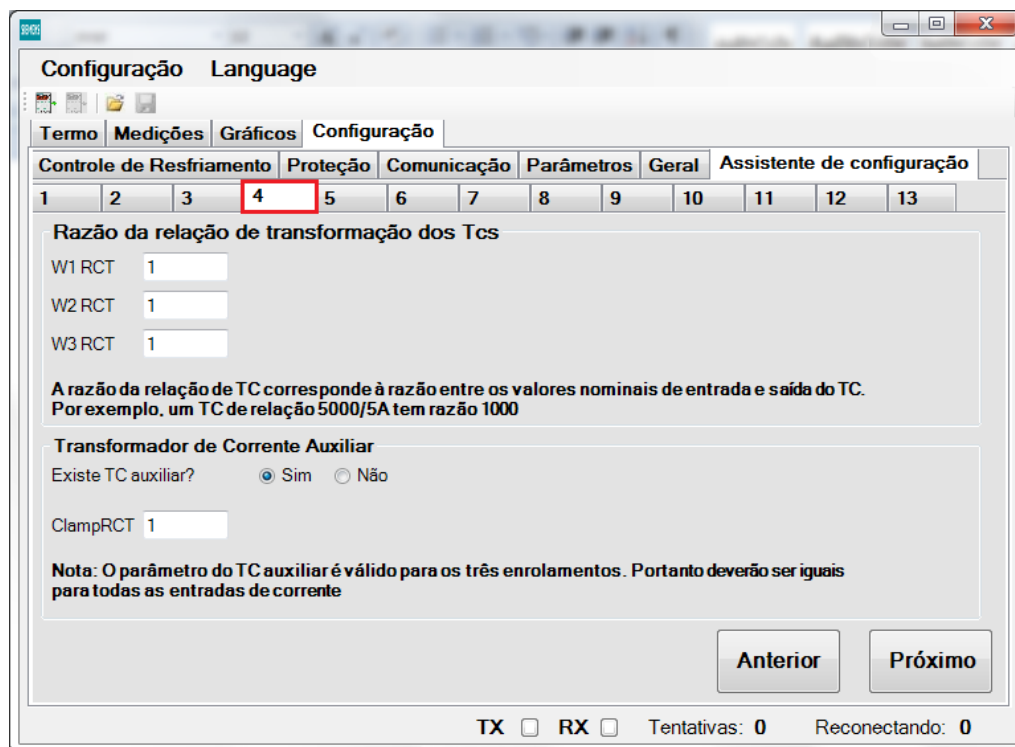 SIEMENS
Configuração Language
Termo Medições Gráficos Configuração
Controle de Resfriamento Proteção Comunicação Parâmetros Geral Assistente de configuração
1 2 3 4 5 6 7 8 9 10 11 12 13
Razão da relação de transformação dos Tcs
W1 RCT 1
W2 RCT 1
W3 RCT 1
A razão da relação de TC corresponde à razão entre os valores nominais de entrada e saída do TC.
Por exemplo, um TC de relação 5000/5A tem razão 1000
Transformador de Corrente Auxiliar
Existe TC auxiliar? Sim Não
ClampRCT 1
Nota: O parâmetro do TC auxiliar é válido para os três enrolamentos. Portanto deverão ser iguais
para todas as entradas de corrente
Anterior Próximo
TX RX Tentativas: 0 Reconectando: 0